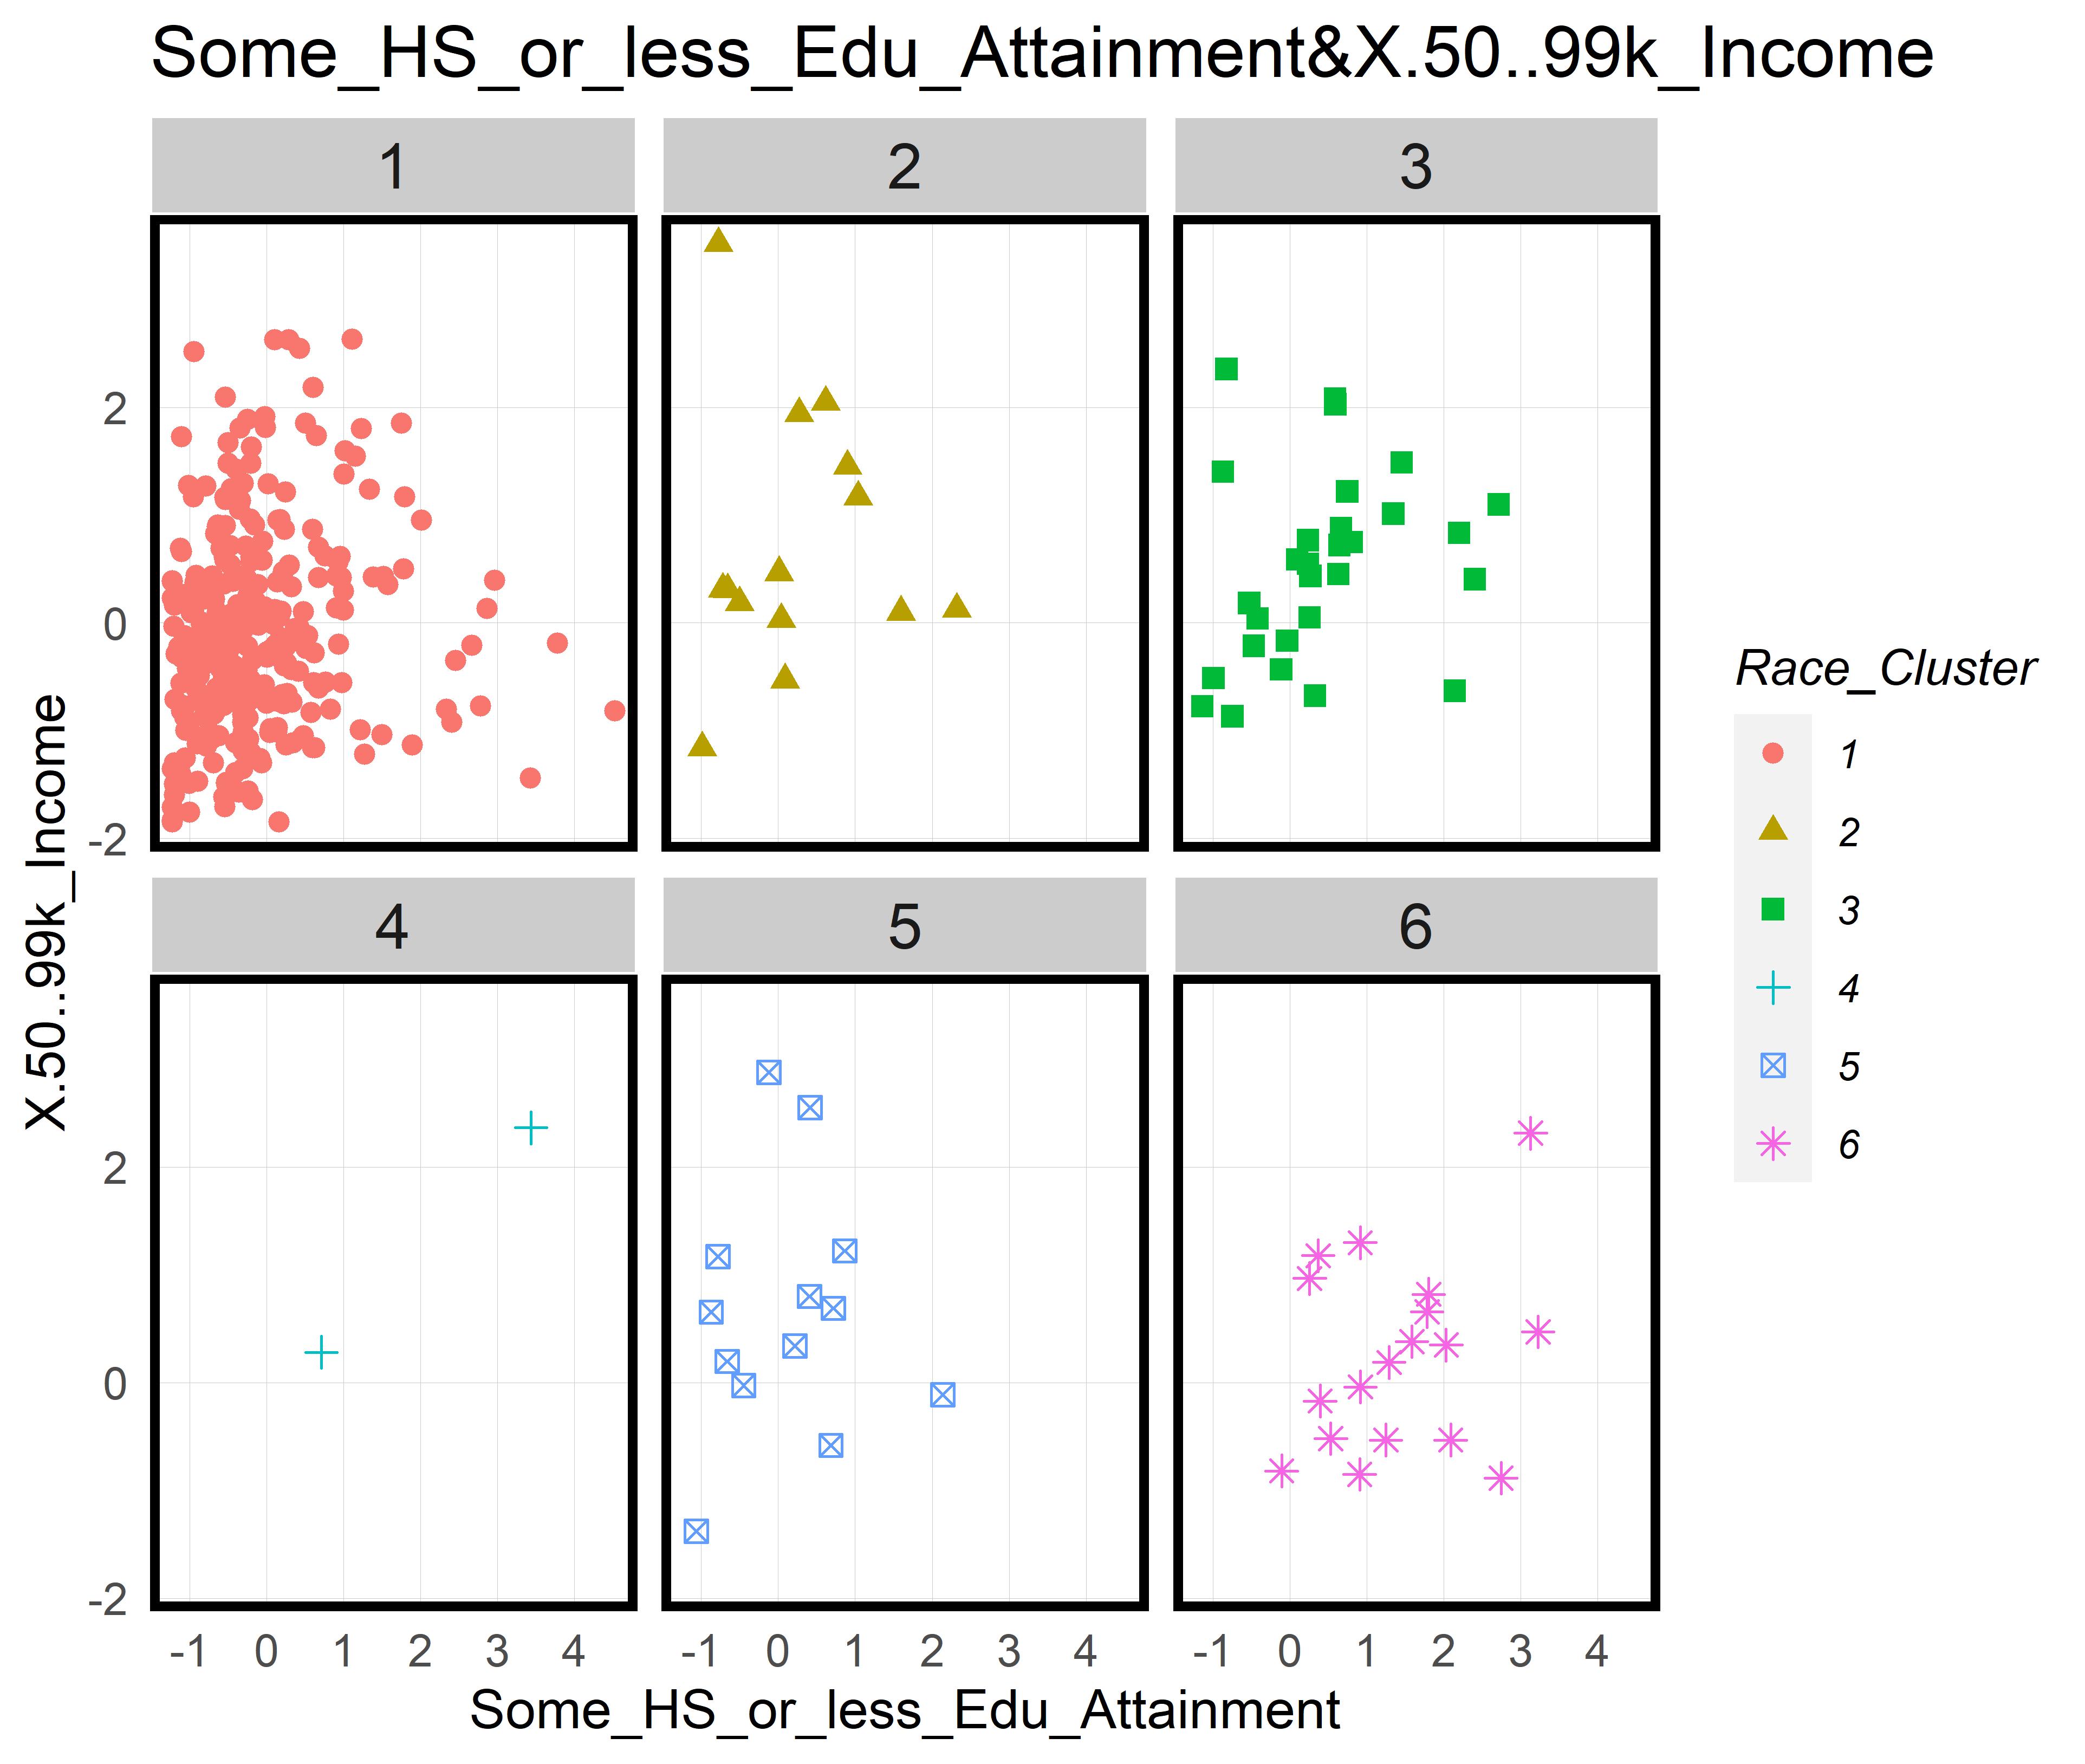 Some_HS_or_less_Edu_Attainment&X.50..99k_Income
1 2 3
2
0
-2
X.50..99k_Income
4 5 6
2
0
-2
-1 0 1 2 3 4 -1 0 1 2 3 4 -1 0 1 2 3 4
Some_HS_or_less_Edu_Attainment
Race_Cluster
1
2
3
4
5
6